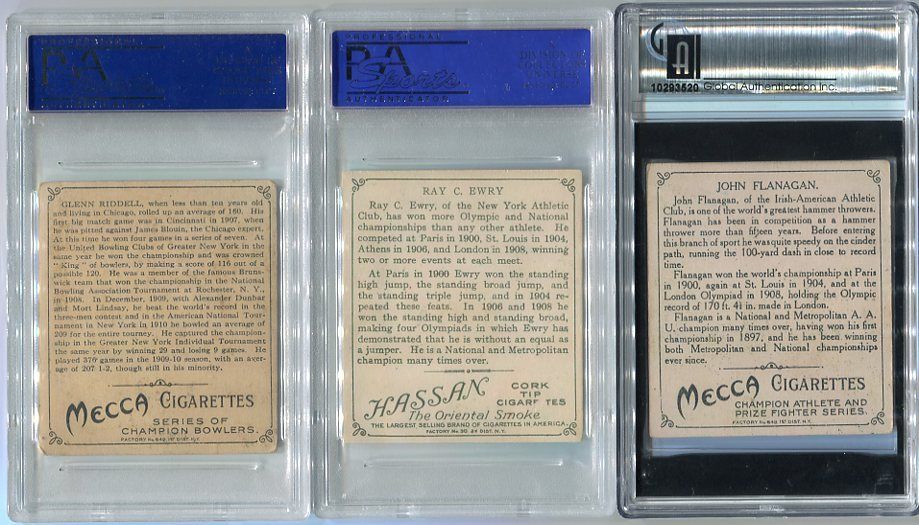 PROFESSIONAL
PSA
PROFESSIONAL
PSA
Sports
AUTHENTICATOR
A
DIVISION OF
COLLECTORS
UNIVERSE
GAI
10293520 Global Authentication Inc.
GLENN RIDDELL, when less than ten years old
and living in Chicago, rolled up an average of 160. His
first big match game was in Cincinnati in 1907, when
he was pitted against James Blouin, the Chicago expert.
At this time he won four games in a series of seven. At
the United Bowling Clubs of Greater New York in the
same year he won the championship and was crowned
"King" of bowlers, by making a score of 116 out of a
possible 120. He was a member of the famous Bruns-
wick team that won the championship in the National
Bowling Association Tournament at Rochester, N. Y.,
in 1908. In December, 1909, with Alexander Dunbar
and Mort Lindsay, he beat the world's record in the
three-men contest and in the American National Tour-
nament in New York in 1910 he bowled an average of
209 for the entire tourney. He captured the champion-
ship in the Greater New York Individual Tournament
the same year by winning 29 and losing 9 games. He
played 370 games in the 1909-10 season, with an aver-
age of 207 1-2, though still in his minority.
MECCA CIGARETTES
SERIES OF
CHAMPION BOWLERS.
FACTORY No. 649 1ST DIST. N.Y.
RAY C. EWRY
Ray C. Ewry, of the New York Athletic
Club, has won more Olympic and National
championships than any other athlete. He
competed at Paris in 1900, St. Louis in 1904,
Athens in 1906, and London in 1908, winning
two or more events at each meet.
At Paris in 1900 Ewry won the standing
high jump, the standing broad jump, and
the standing triple jump, and in 1904 re-
peated these feats. In 1906 and 1908 he
won the standing high and standing broad,
making four Olympiads in which Ewry has
demonstrated that he is without an equal as
a jumper. He is a National and Metropolitan
champion many times over.
HASSAN CORK
TIP
CIGARETTES
The Oriental Smoke
THE LARGEST SELLING BRAND OF CIGARETTES IN AMERICA.
FACTORY No. 30 2d DIST. N.Y.
JOHN FLANAGAN.
John Flanagan, of the Irish-American Athletic
Club, is one of the world's greatest hammer throwers.
Flanagan has been in competition as a hammer
thrower more than fifteen years. Before entering
this branch of sport he was quite speedy on the cinder
path, running the 100-yard dash in close to record
time.
Flanagan won the world's championship at Paris
in 1900, again at St. Louis in 1904, and at the
London Olympiad in 1908, holding the Olympic
record of 170 ft. 4¼ in. made in London.
Flanagan is a National and Metropolitan A. A.
U. champion many times over, having won his first
championship in 1897, and he has been winning
both Metropolitan and National championships
ever since.
MECCA CIGARETTES
CHAMPION ATHLETE AND
PRIZE FIGHTER SERIES.
FACTORY No. 649 1ST DIST. N.Y.